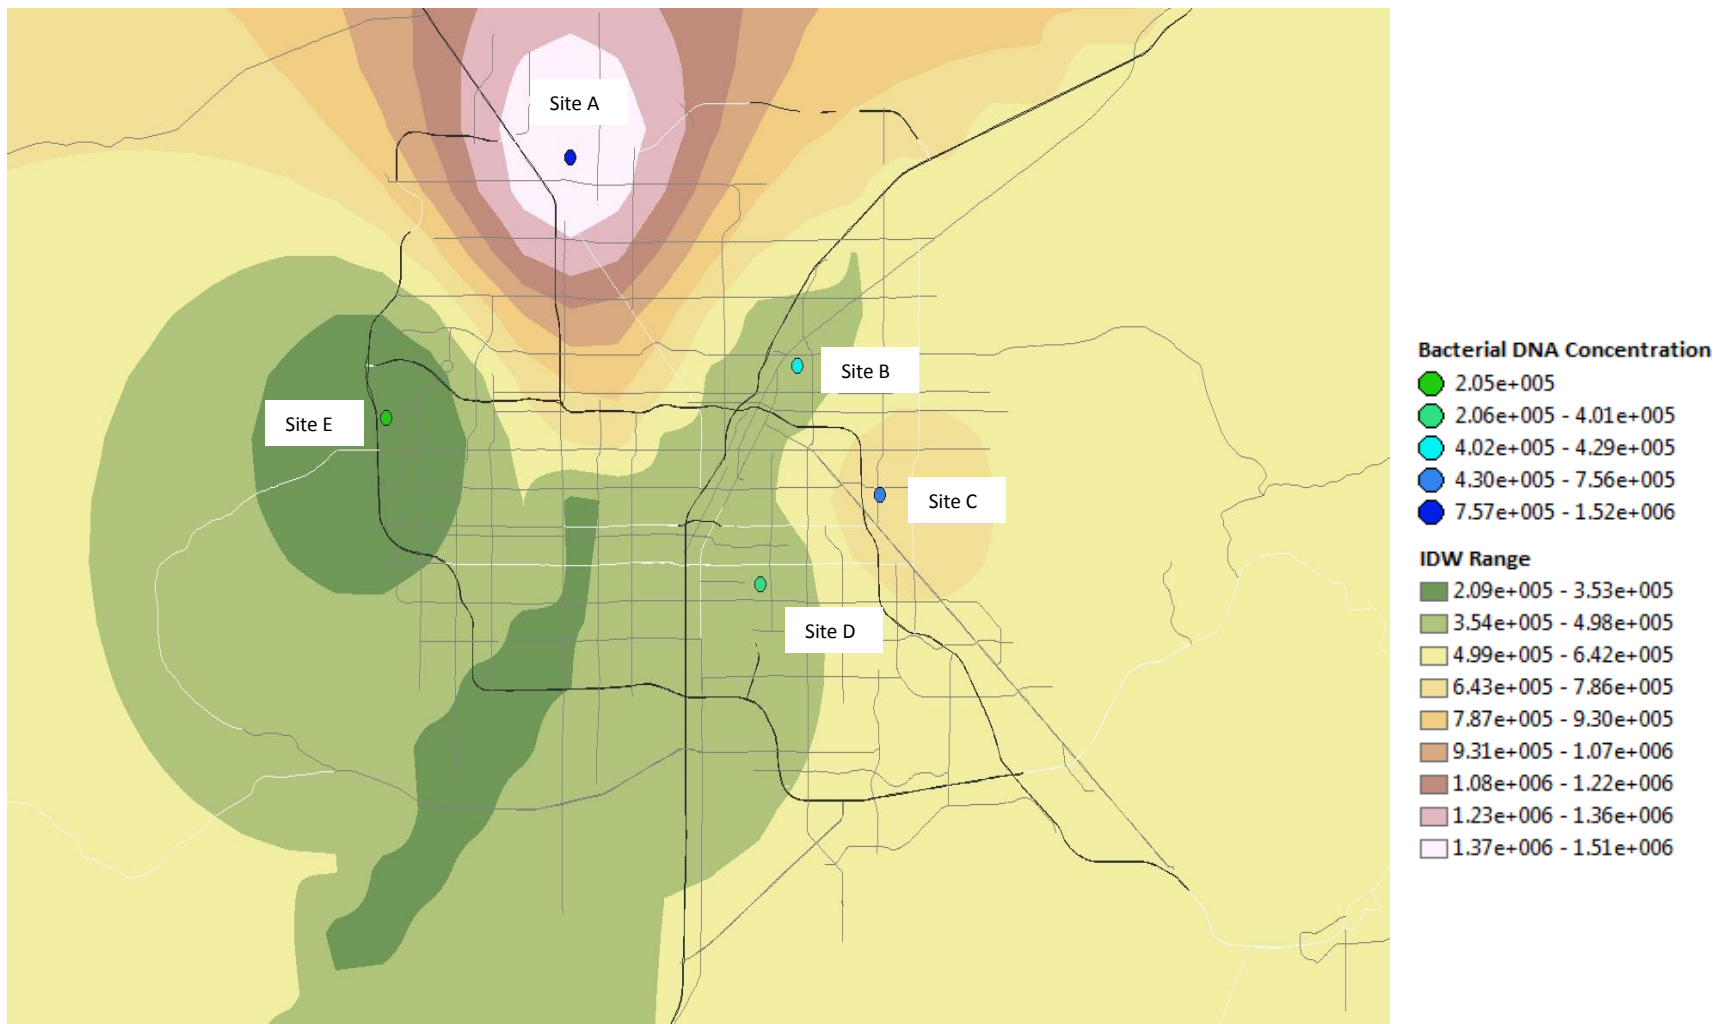 Site A
Site B
Site E
Site C
Site D
Bacterial DNA Concentration
2.05e+005
2.06e+005 - 4.01e+005
4.02e+005 - 4.29e+005
4.30e+005 - 7.56e+005
7.57e+005 - 1.52e+006
IDW Range
2.09e+005 - 3.53e+005
3.54e+005 - 4.98e+005
4.99e+005 - 6.42e+005
6.43e+005 - 7.86e+005
7.87e+005 - 9.30e+005
9.31e+005 - 1.07e+006
1.08e+006 - 1.22e+006
1.23e+006 - 1.36e+006
1.37e+006 - 1.51e+006